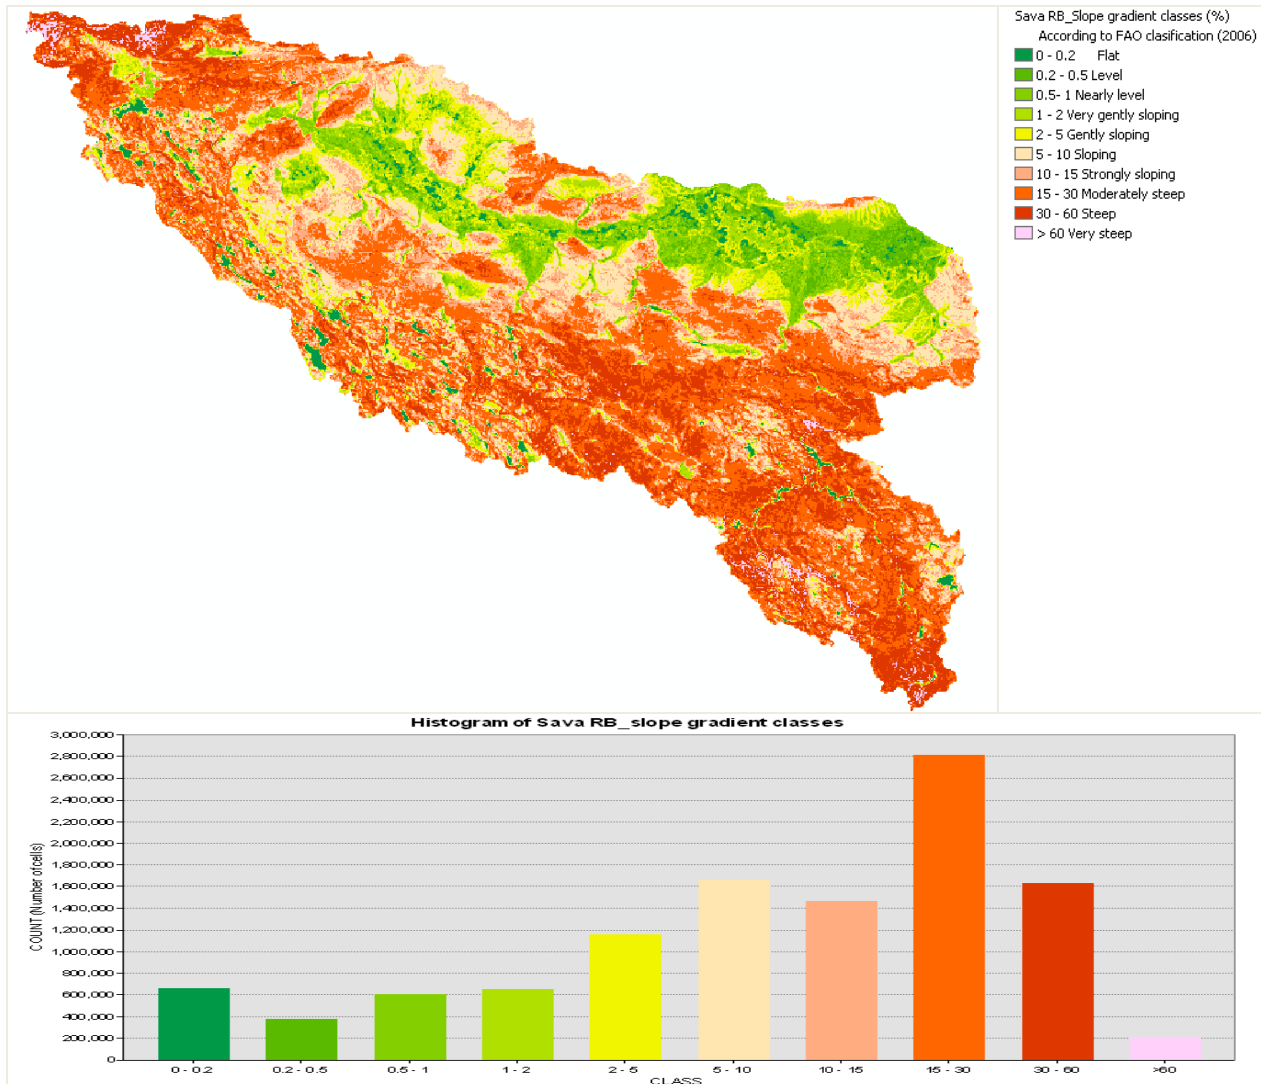 Sava RB_Slope gradient classes (%)
According to FAO clasification (2006)
0 - 0.2 Flat
0.2 - 0.5 Level
0.5- 1 Nearly level
1 - 2 Very gently sloping
2 - 5 Gently sloping
5 - 10 Sloping
10 - 15 Strongly sloping
15 - 30 Moderately steep
30 - 60 Steep
> 60 Very steep
Histogram of Sava RB_slope gradient classes
COUNT (Number of cells)
3,000,000
2,800,000
2,600,000
2,400,000
2,200,000
2,000,000
1,800,000
1,600,000
1,400,000
1,200,000
1,000,000
800,000
600,000
400,000
200,000
0
0 - 0.2 0.2 - 0.5 0.5 - 1 1 - 2 2 - 5 5 - 10 10 - 15 15 - 30 30 - 60 >60
CLASS